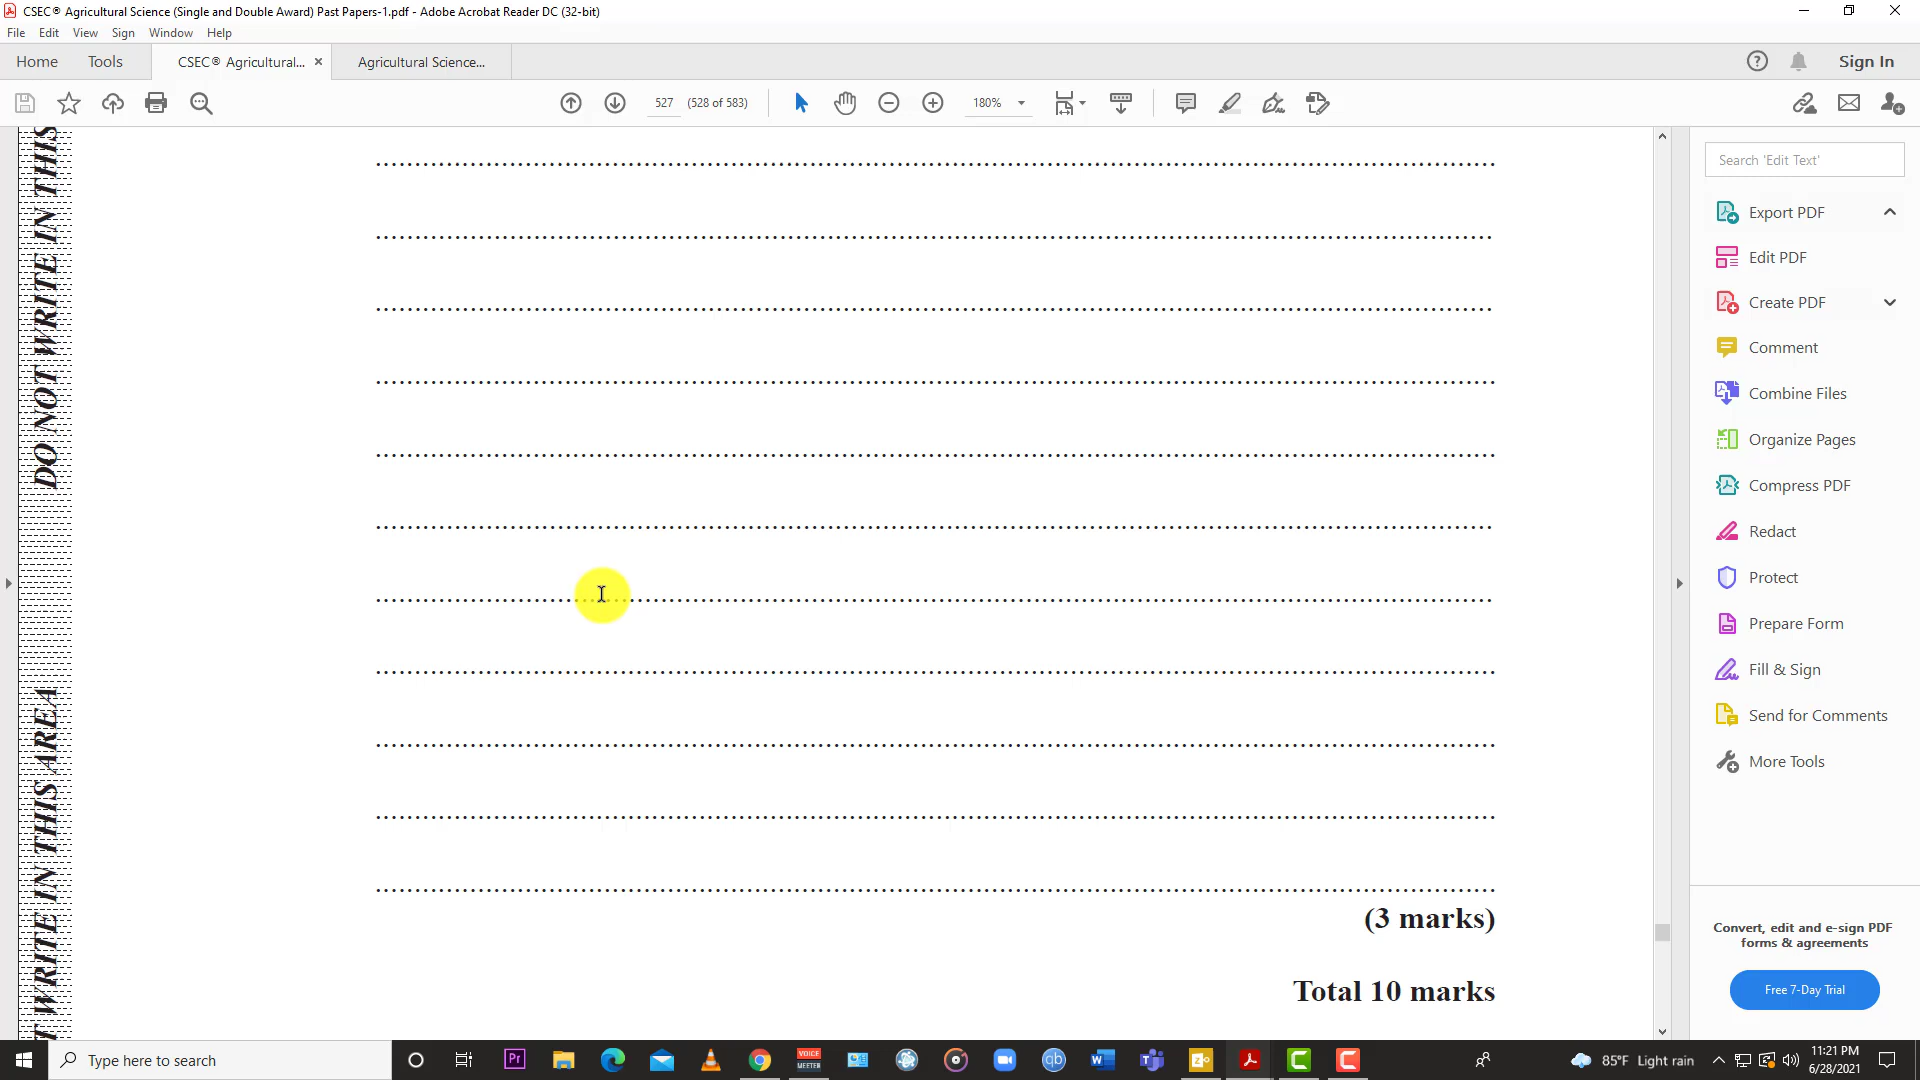 CSEC® Agricultural Science (Single and Double Award) Past Papers-1.pdf - Adobe Acrobat Reader DC (32-bit)
File Edit View Sign Window Help
Home Tools CSEC® Agricultural... × Agricultural Science... Sign In
527 (528 of 583) 180%
Search 'Edit Text'
Export PDF
Edit PDF
Create PDF
Comment
Combine Files
Organize Pages
Compress PDF
Redact
Protect
Prepare Form
Fill & Sign
Send for Comments
More Tools
Convert, edit and e-sign PDF
forms & agreements
Free 7-Day Trial
DO NOT WRITE IN THIS
T WRITE IN THIS AREA
................................................................
................................................................
................................................................
................................................................
................................................................
................................................................
................................................................
................................................................
................................................................
................................................................
................................................................
(3 marks)
Total 10 marks
Type here to search
Pr
VOICE
MEETER
qb
85°F Light rain
11:21 PM
6/28/2021